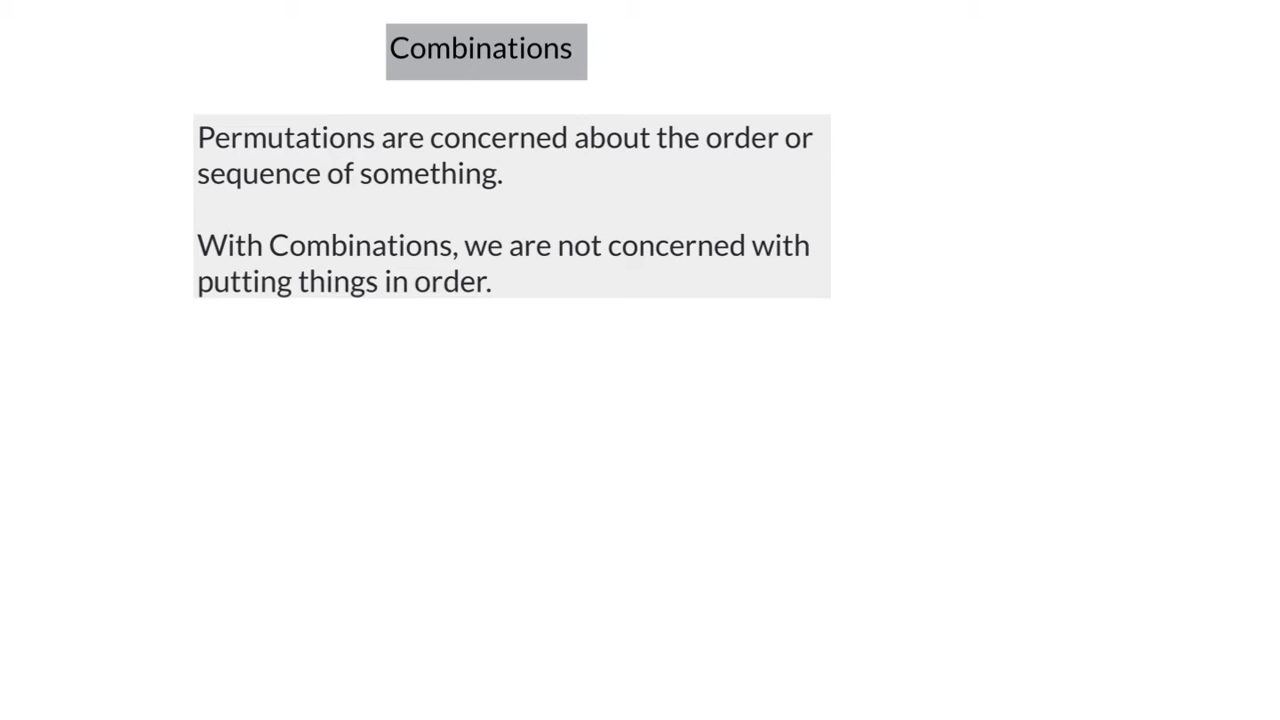 Combinations
Permutations are concerned about the order or
sequence of something.
With Combinations, we are not concerned with
putting things in order.